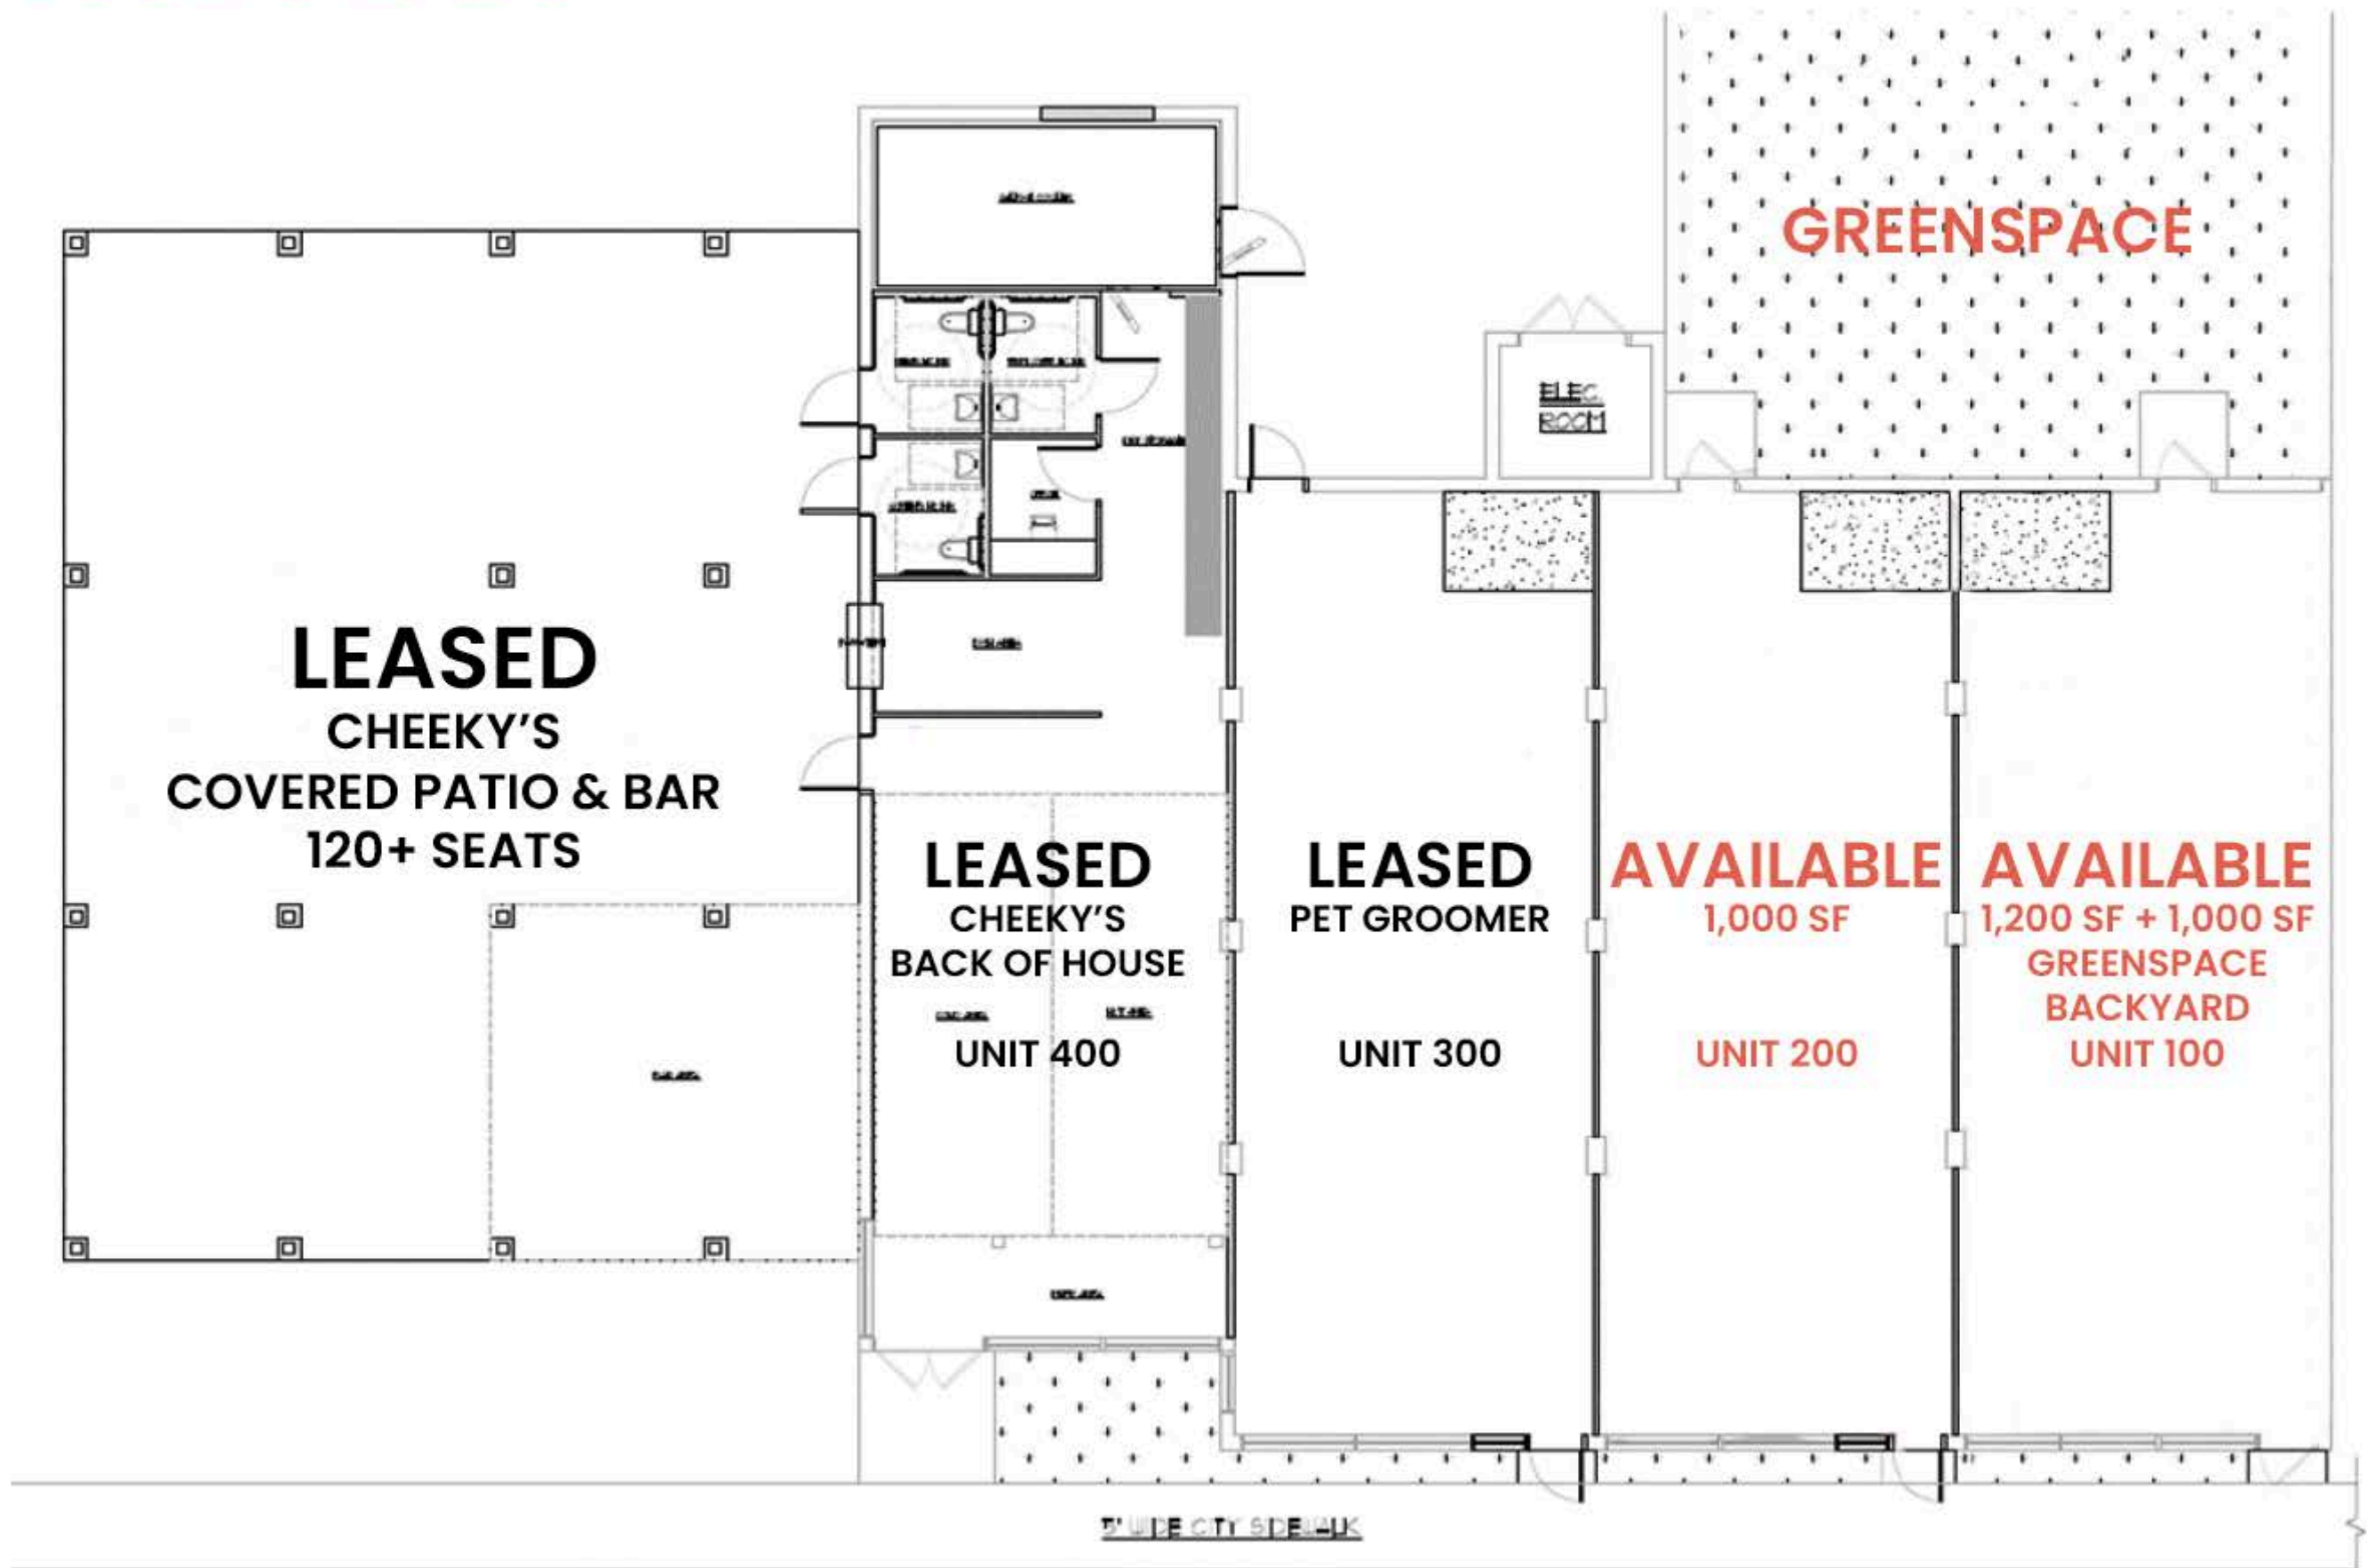 GREENSPACE
ELEC.
ROOM
LEASED
CHEEKY'S
COVERED PATIO & BAR
120+ SEATS
LEASED
CHEEKY'S
BACK OF HOUSE
UNIT 400
LEASED
PET GROOMER
UNIT 300
AVAILABLE
1,000 SF
UNIT 200
AVAILABLE
1,200 SF + 1,000 SF
GREENSPACE
BACKYARD
UNIT 100
5' WIDE CITY SIDEWALK